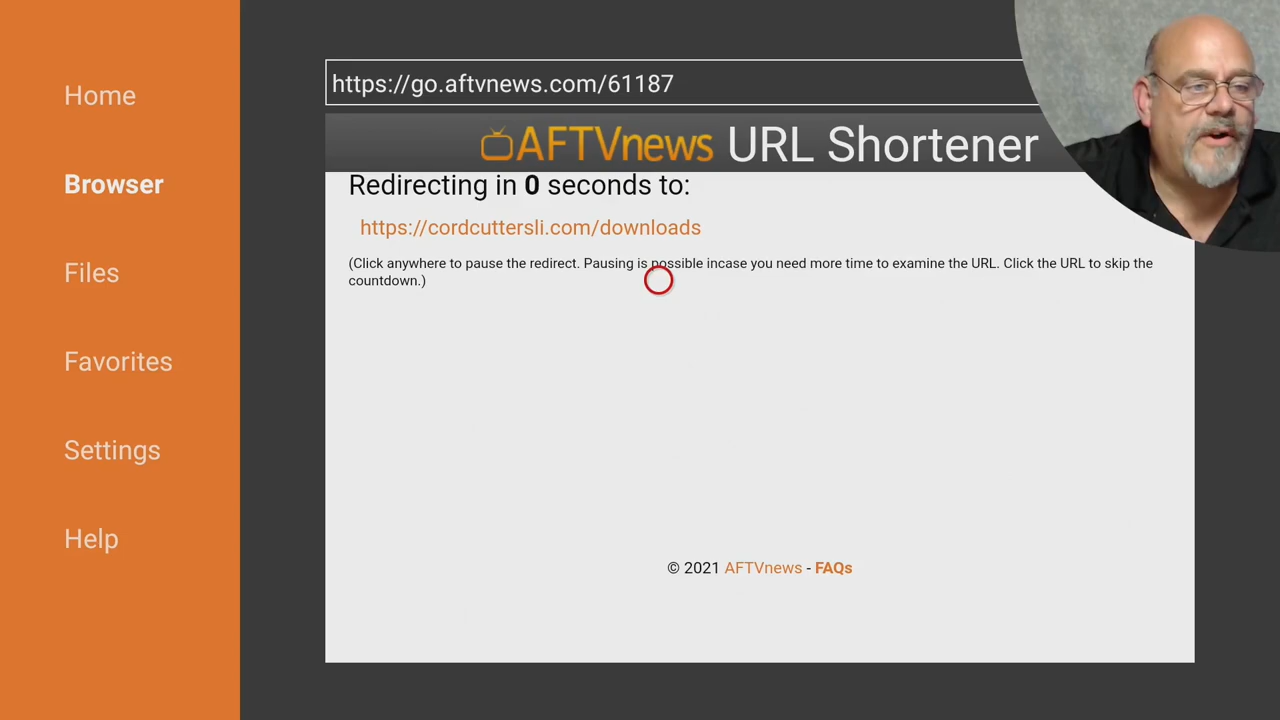 Home
Browser
Files
Favorites
Settings
Help
https://go.aftvnews.com/61187
AFTVnews URL Shortener
Redirecting in 0 seconds to:
https://cordcuttersli.com/downloads
(Click anywhere to pause the redirect. Pausing is possible incase you need more time to examine the URL. Click the URL to skip the
countdown.)
© 2021 AFTVnews - FAQs